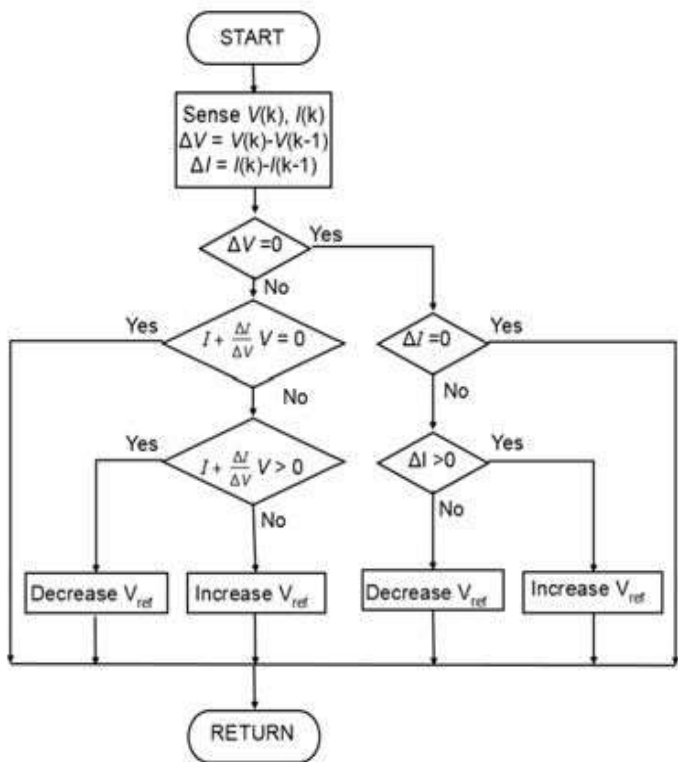 START
Sense V(k), I(k)
ΔV = V(k)-V(k-1)
ΔI = I(k)-I(k-1)
ΔV =0
Yes
No
Yes
I + ΔI/ΔV V = 0
ΔI =0
Yes
No
No
Yes
I + ΔI/ΔV V > 0
ΔI >0
Yes
No
No
Decrease Vref
Increase Vref
Decrease Vref
Increase Vref
RETURN